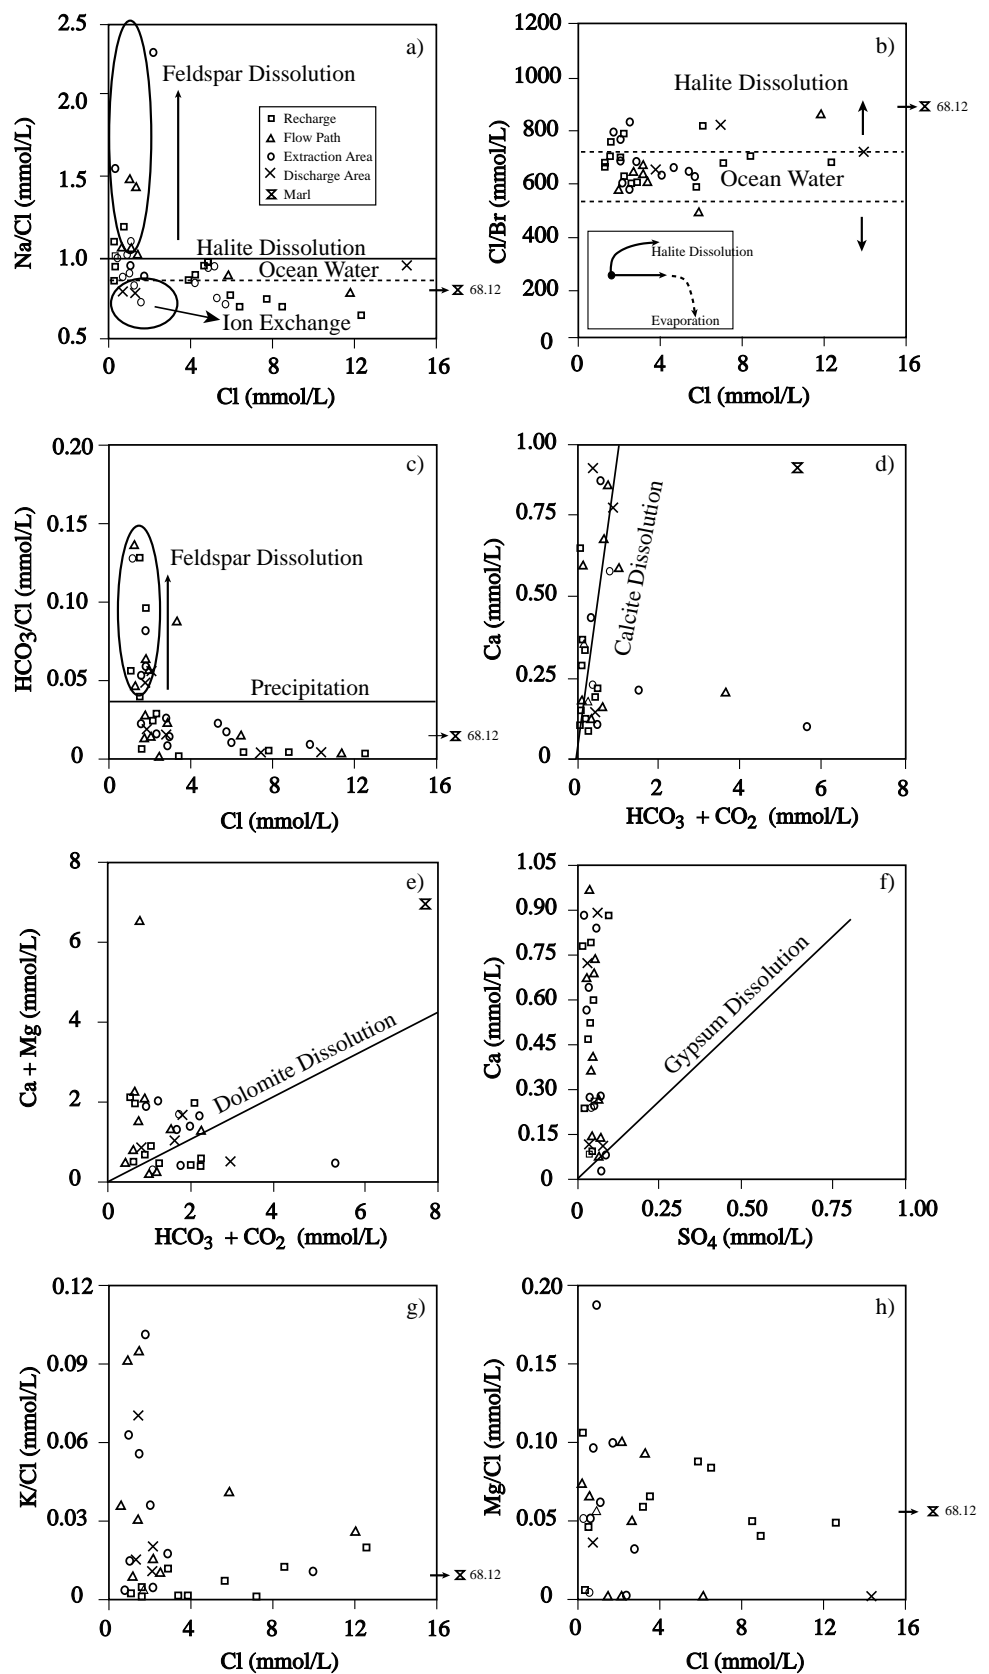 2.5
2.0
1.5
1.0
0.5
0
4
8
12
16
Na/Cl (mmol/L)
Cl (mmol/L)
a)
Feldspar Dissolution
Recharge
Flow Path
Extraction Area
Discharge Area
Marl
Halite Dissolution
Ocean Water
68.12
Ion Exchange
1200
1000
800
600
400
200
0
0
4
8
12
16
Cl/Br (mmol/L)
Cl (mmol/L)
b)
Halite Dissolution
68.12
Ocean Water
Halite Dissolution
Evaporation
0.20
0.15
0.10
0.05
0
0
4
8
12
16
HCO3/Cl (mmol/L)
Cl (mmol/L)
c)
Feldspar Dissolution
Precipitation
68.12
1.00
0.75
0.50
0.25
0
0
2
4
6
8
Ca (mmol/L)
HCO3 + CO2 (mmol/L)
d)
Calcite Dissolution
8
6
4
2
0
0
2
4
6
8
Ca + Mg (mmol/L)
HCO3 + CO2 (mmol/L)
e)
Dolomite Dissolution
1.05
0.90
0.75
0.60
0.45
0.30
0.15
0
0
0.25
0.50
0.75
1.00
Ca (mmol/L)
SO4 (mmol/L)
f)
Gypsum Dissolution
0.12
0.09
0.06
0.03
0
0
4
8
12
16
K/Cl (mmol/L)
Cl (mmol/L)
g)
68.12
0.20
0.15
0.10
0.05
0
0
4
8
12
16
Mg/Cl (mmol/L)
Cl (mmol/L)
h)
68.12